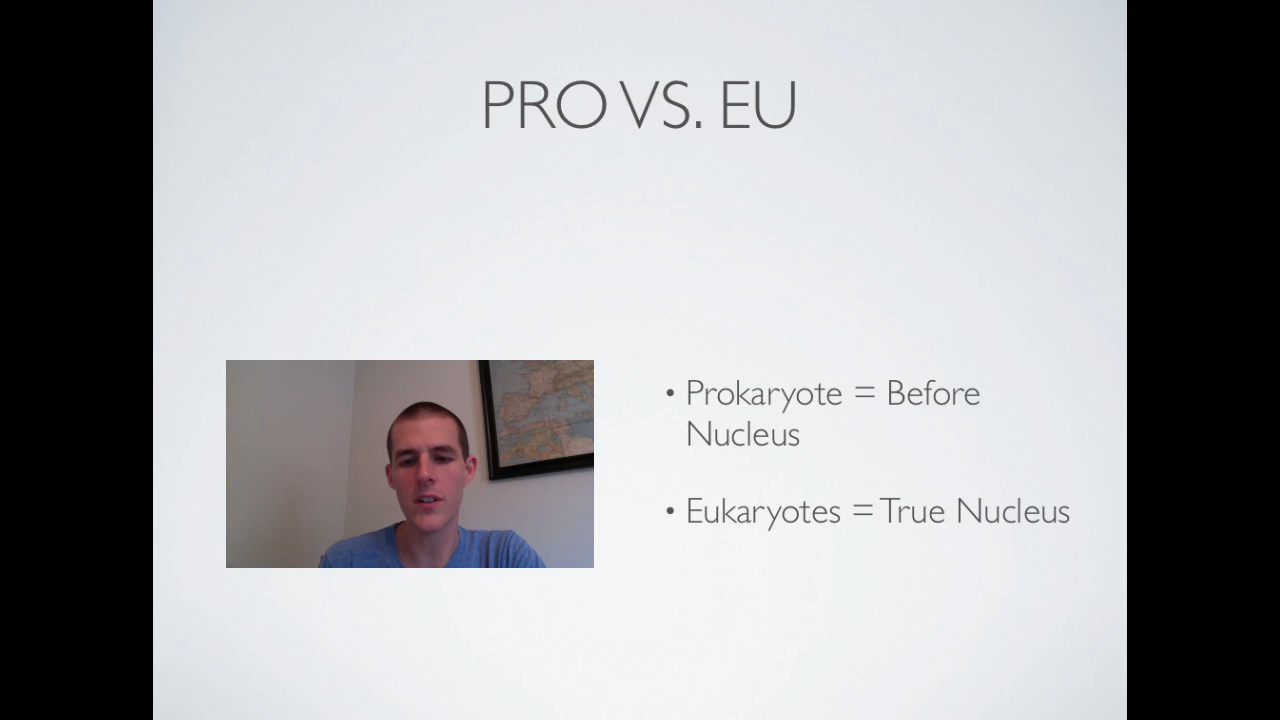 PRO VS. EU
• Prokaryote = Before
Nucleus
• Eukaryotes = True Nucleus